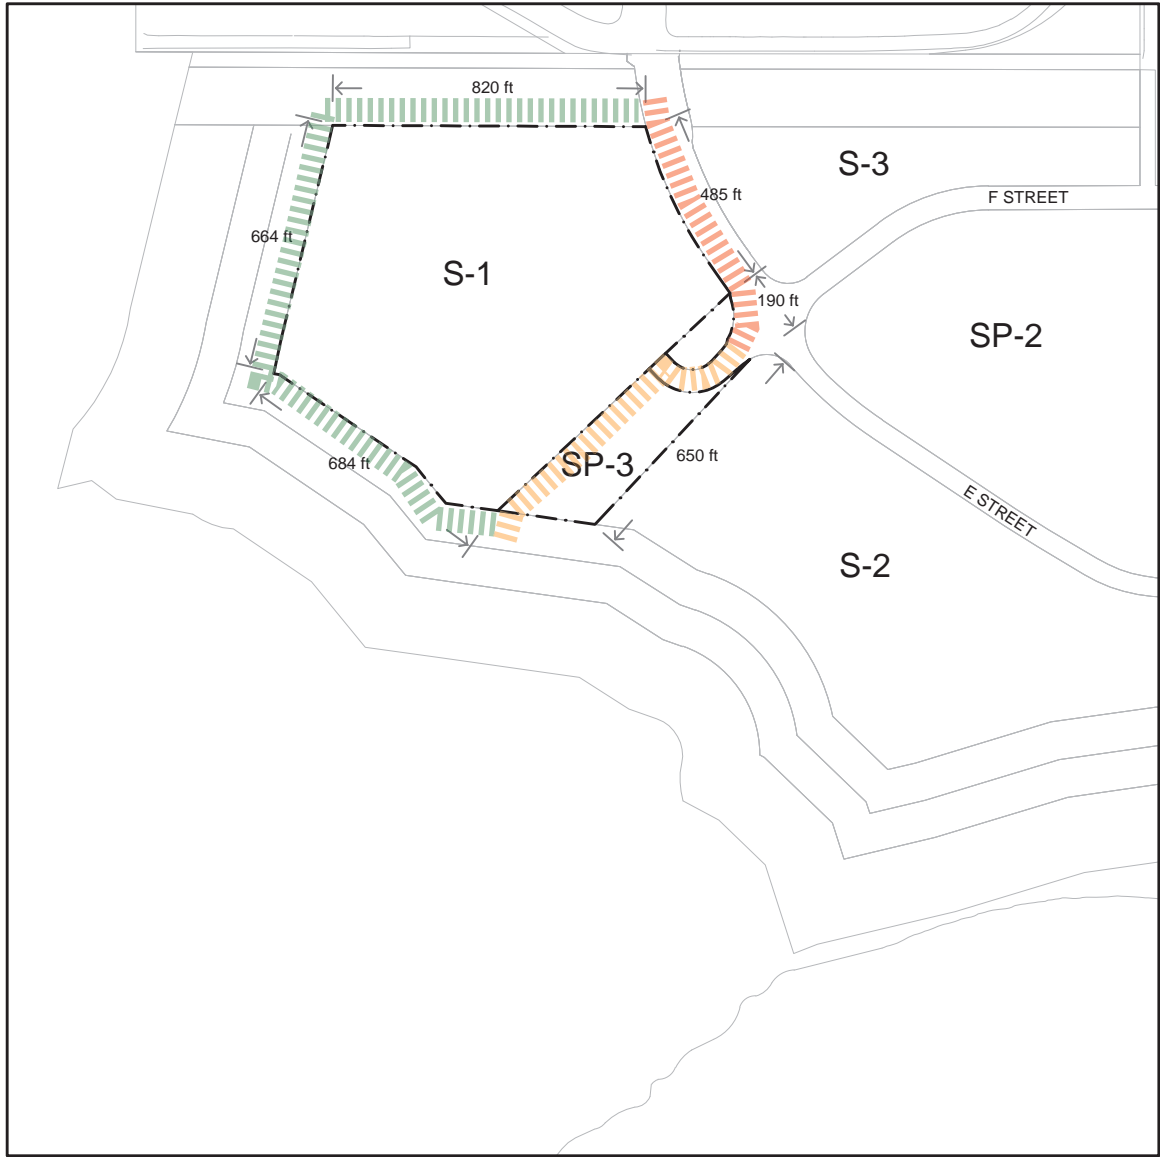 820 ft
S-3
485 ft
F STREET
664 ft
S-1
190 ft
SP-2
650 ft
684 ft
SP-3
E STREET
S-2